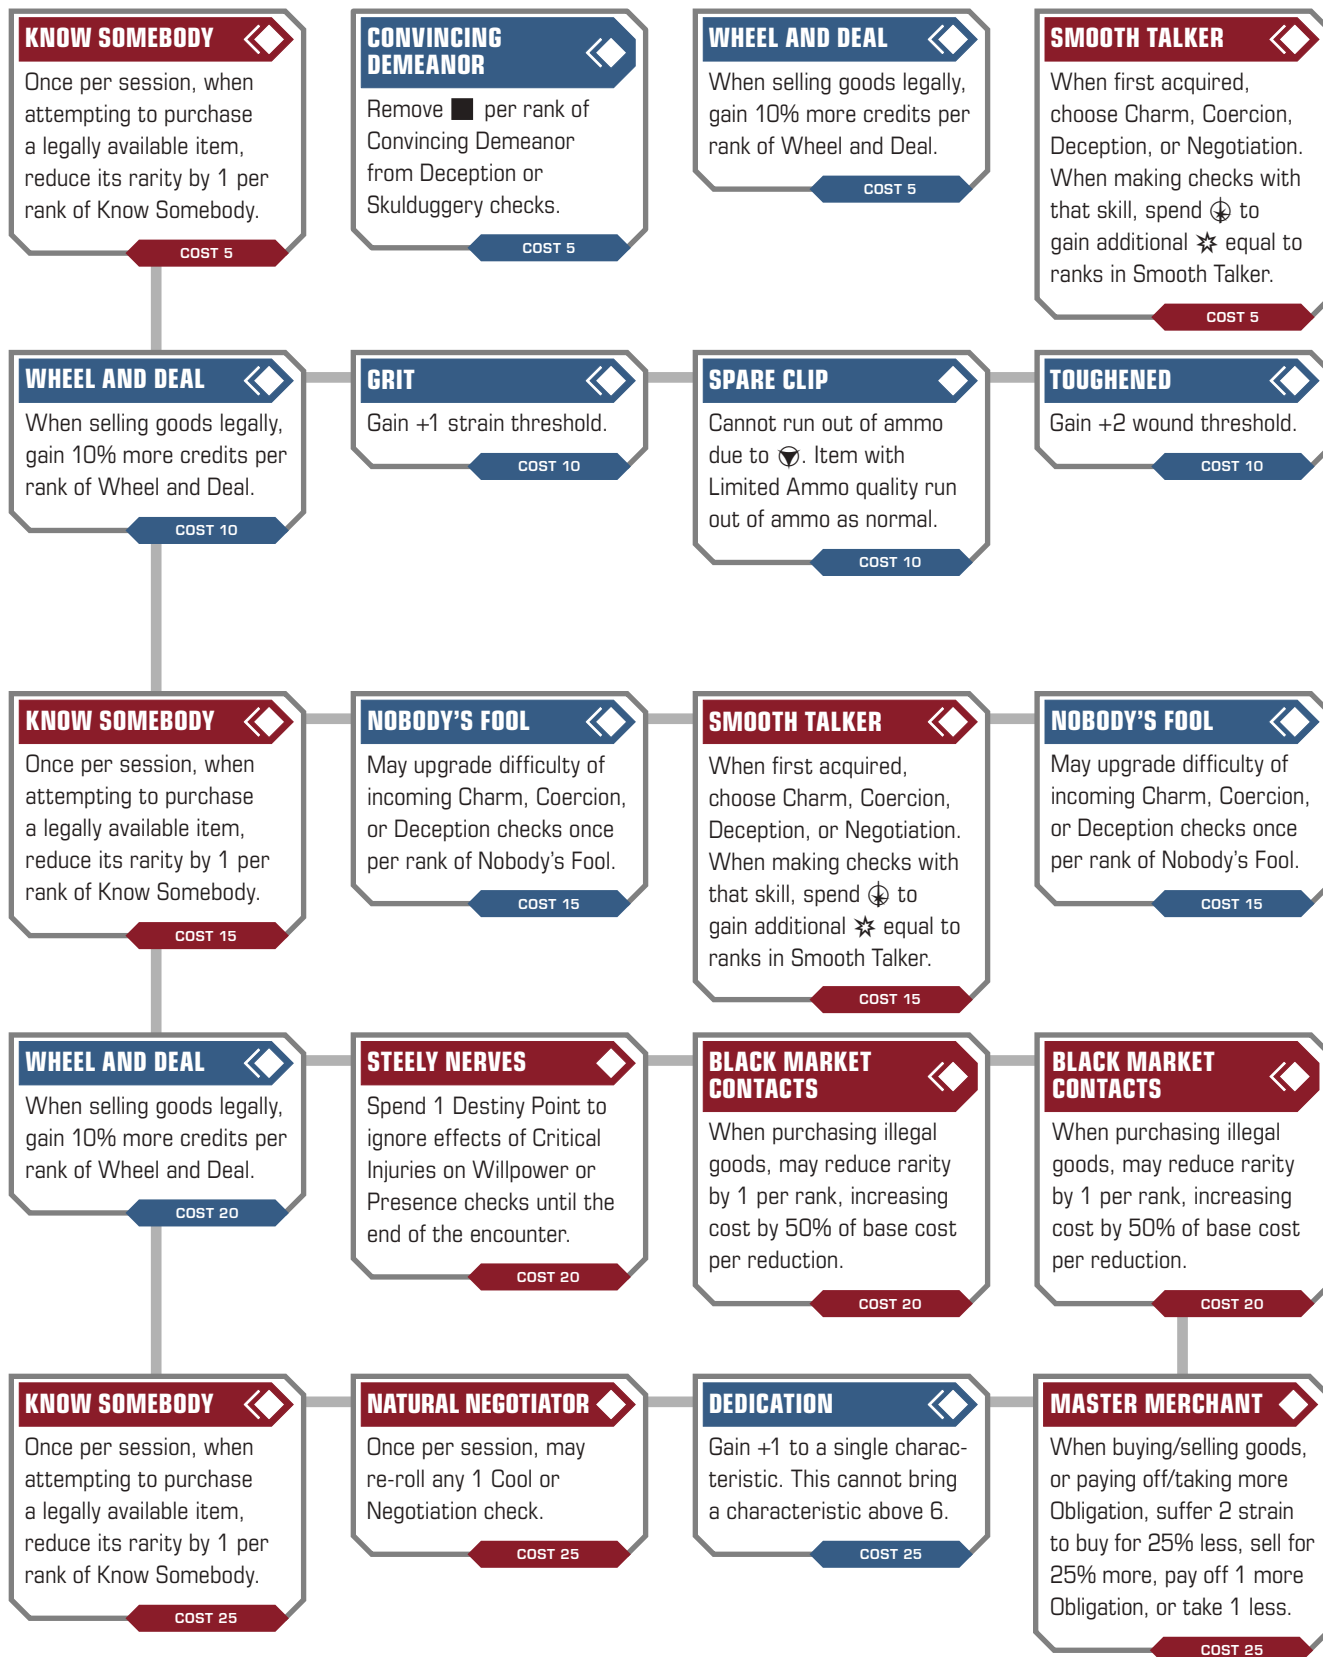 KNOW SOMEBODY
Once per session, when
attempting to purchase
a legally available item,
reduce its rarity by 1 per
rank of Know Somebody.
COST 5
CONVINCING
DEMEANOR
Remove per rank of
Convincing Demeanor
from Deception or
Skulduggery checks.
COST 5
WHEEL AND DEAL
When selling goods legally,
gain 10% more credits per
rank of Wheel and Deal.
COST 5
SMOOTH TALKER
When first acquired,
choose Charm, Coercion,
Deception, or Negotiation.
When making checks with
that skill, spend to
gain additional equal to
ranks in Smooth Talker.
COST 5
WHEEL AND DEAL
When selling goods legally,
gain 10% more credits per
rank of Wheel and Deal.
COST 10
GRIT
Gain +1 strain threshold.
COST 10
SPARE CLIP
Cannot run out of ammo
due to . Item with
Limited Ammo quality run
out of ammo as normal.
COST 10
TOUGHENED
Gain +2 wound threshold.
COST 10
KNOW SOMEBODY
Once per session, when
attempting to purchase
a legally available item,
reduce its rarity by 1 per
rank of Know Somebody.
COST 15
NOBODY'S FOOL
May upgrade difficulty of
incoming Charm, Coercion,
or Deception checks once
per rank of Nobody's Fool.
COST 15
SMOOTH TALKER
When first acquired,
choose Charm, Coercion,
Deception, or Negotiation.
When making checks with
that skill, spend to
gain additional equal to
ranks in Smooth Talker.
COST 15
NOBODY'S FOOL
May upgrade difficulty of
incoming Charm, Coercion,
or Deception checks once
per rank of Nobody's Fool.
COST 15
WHEEL AND DEAL
When selling goods legally,
gain 10% more credits per
rank of Wheel and Deal.
COST 20
STEELY NERVES
Spend 1 Destiny Point to
ignore effects of Critical
Injuries on Willpower or
Presence checks until the
end of the encounter.
COST 20
BLACK MARKET
CONTACTS
When purchasing illegal
goods, may reduce rarity
by 1 per rank, increasing
cost by 50% of base cost
per reduction.
COST 20
BLACK MARKET
CONTACTS
When purchasing illegal
goods, may reduce rarity
by 1 per rank, increasing
cost by 50% of base cost
per reduction.
COST 20
KNOW SOMEBODY
Once per session, when
attempting to purchase
a legally available item,
reduce its rarity by 1 per
rank of Know Somebody.
COST 25
NATURAL NEGOTIATOR
Once per session, may
re-roll any 1 Cool or
Negotiation check.
COST 25
DEDICATION
Gain +1 to a single charac-
teristic. This cannot bring
a characteristic above 6.
COST 25
MASTER MERCHANT
When buying/selling goods,
or paying off/taking more
Obligation, suffer 2 strain
to buy for 25% less, sell for
25% more, pay off 1 more
Obligation, or take 1 less.
COST 25